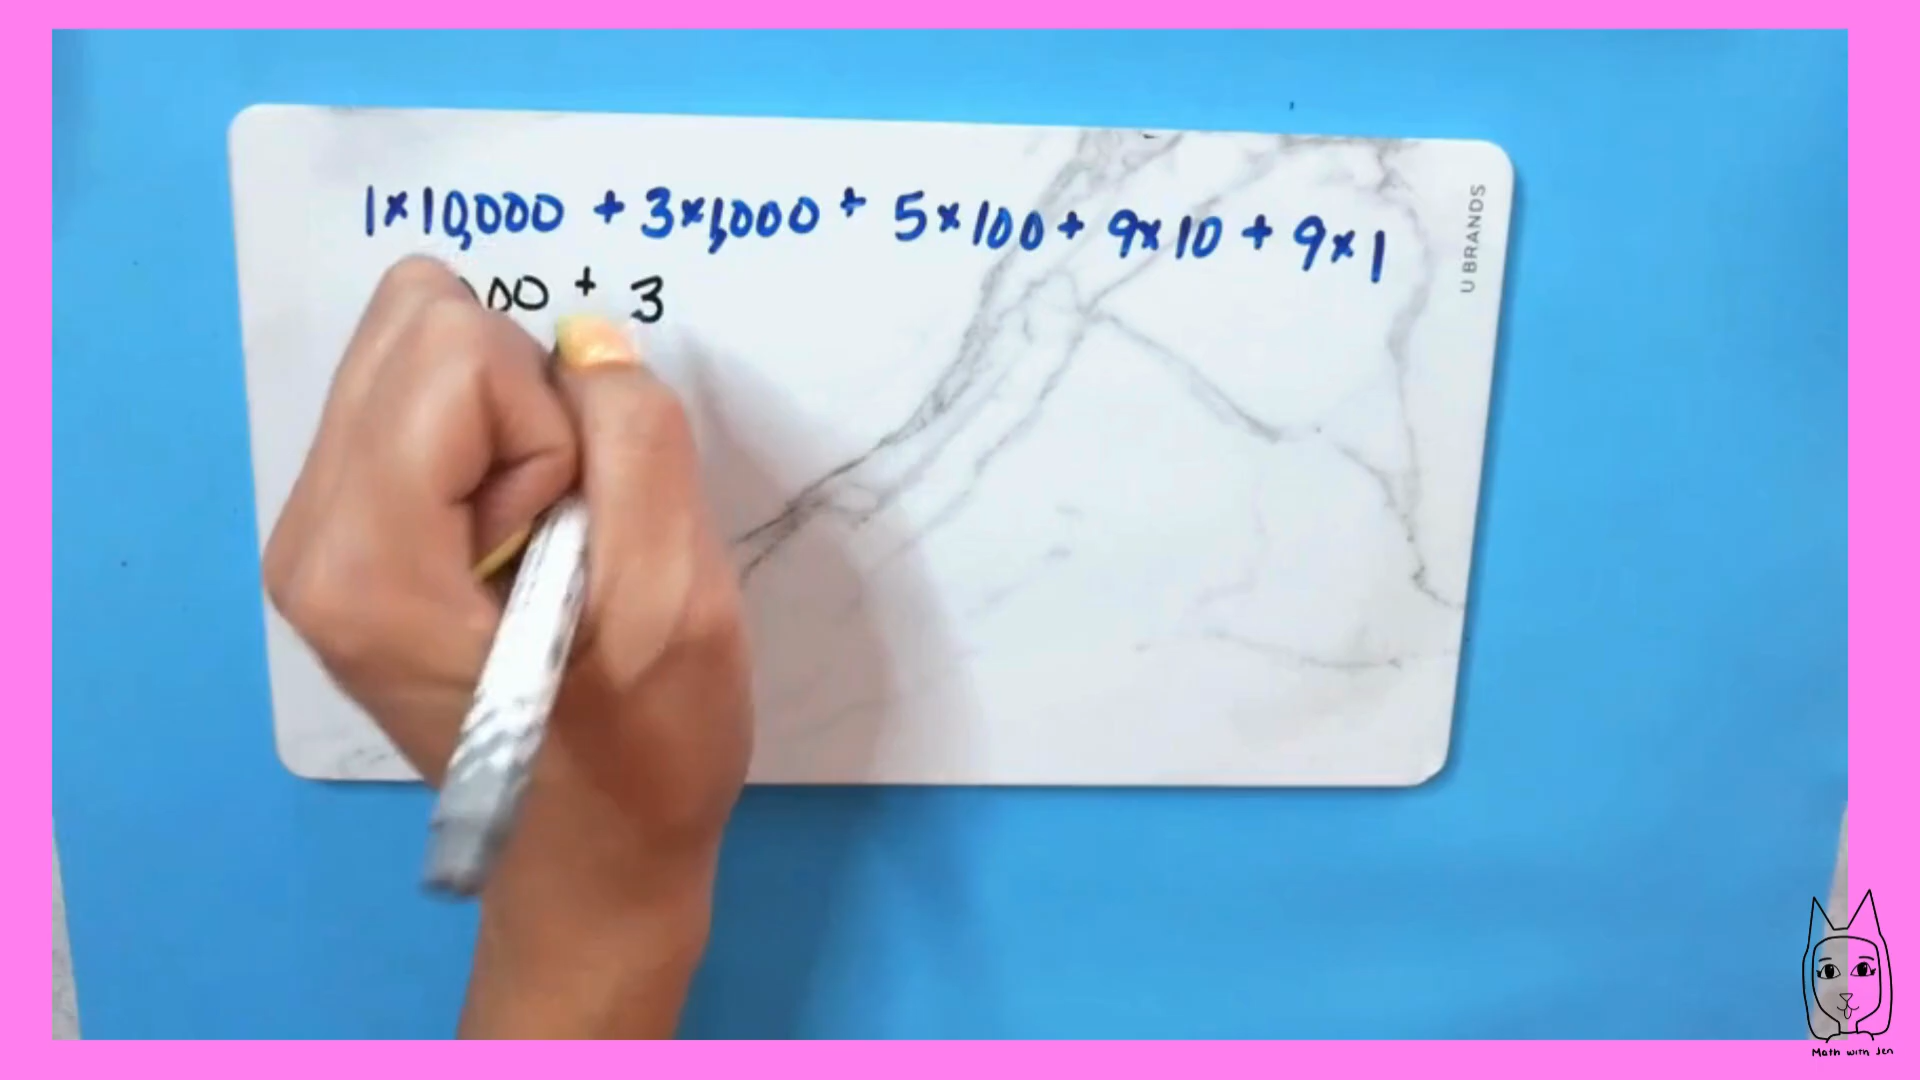 1×10,000 + 3×1,000 + 5×100 + 9×10 + 9×1
00 + 3
U BRANDS
Math with Jen